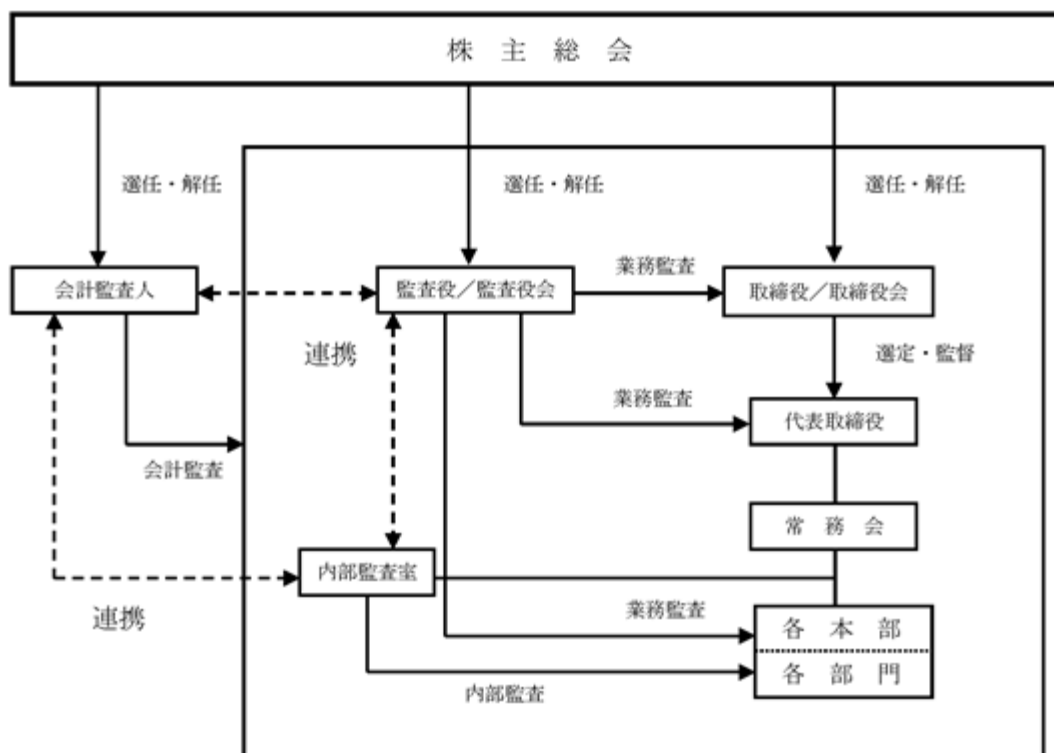 株 主 総 会
選任・解任
選任・解任
選任・解任
業務監査
会計監査人
監査役／監査役会
取締役／取締役会
連携
選定・監督
業務監査
代表取締役
会計監査
常 務 会
内部監査室
連携
業務監査
各 本 部
各 部 門
内部監査